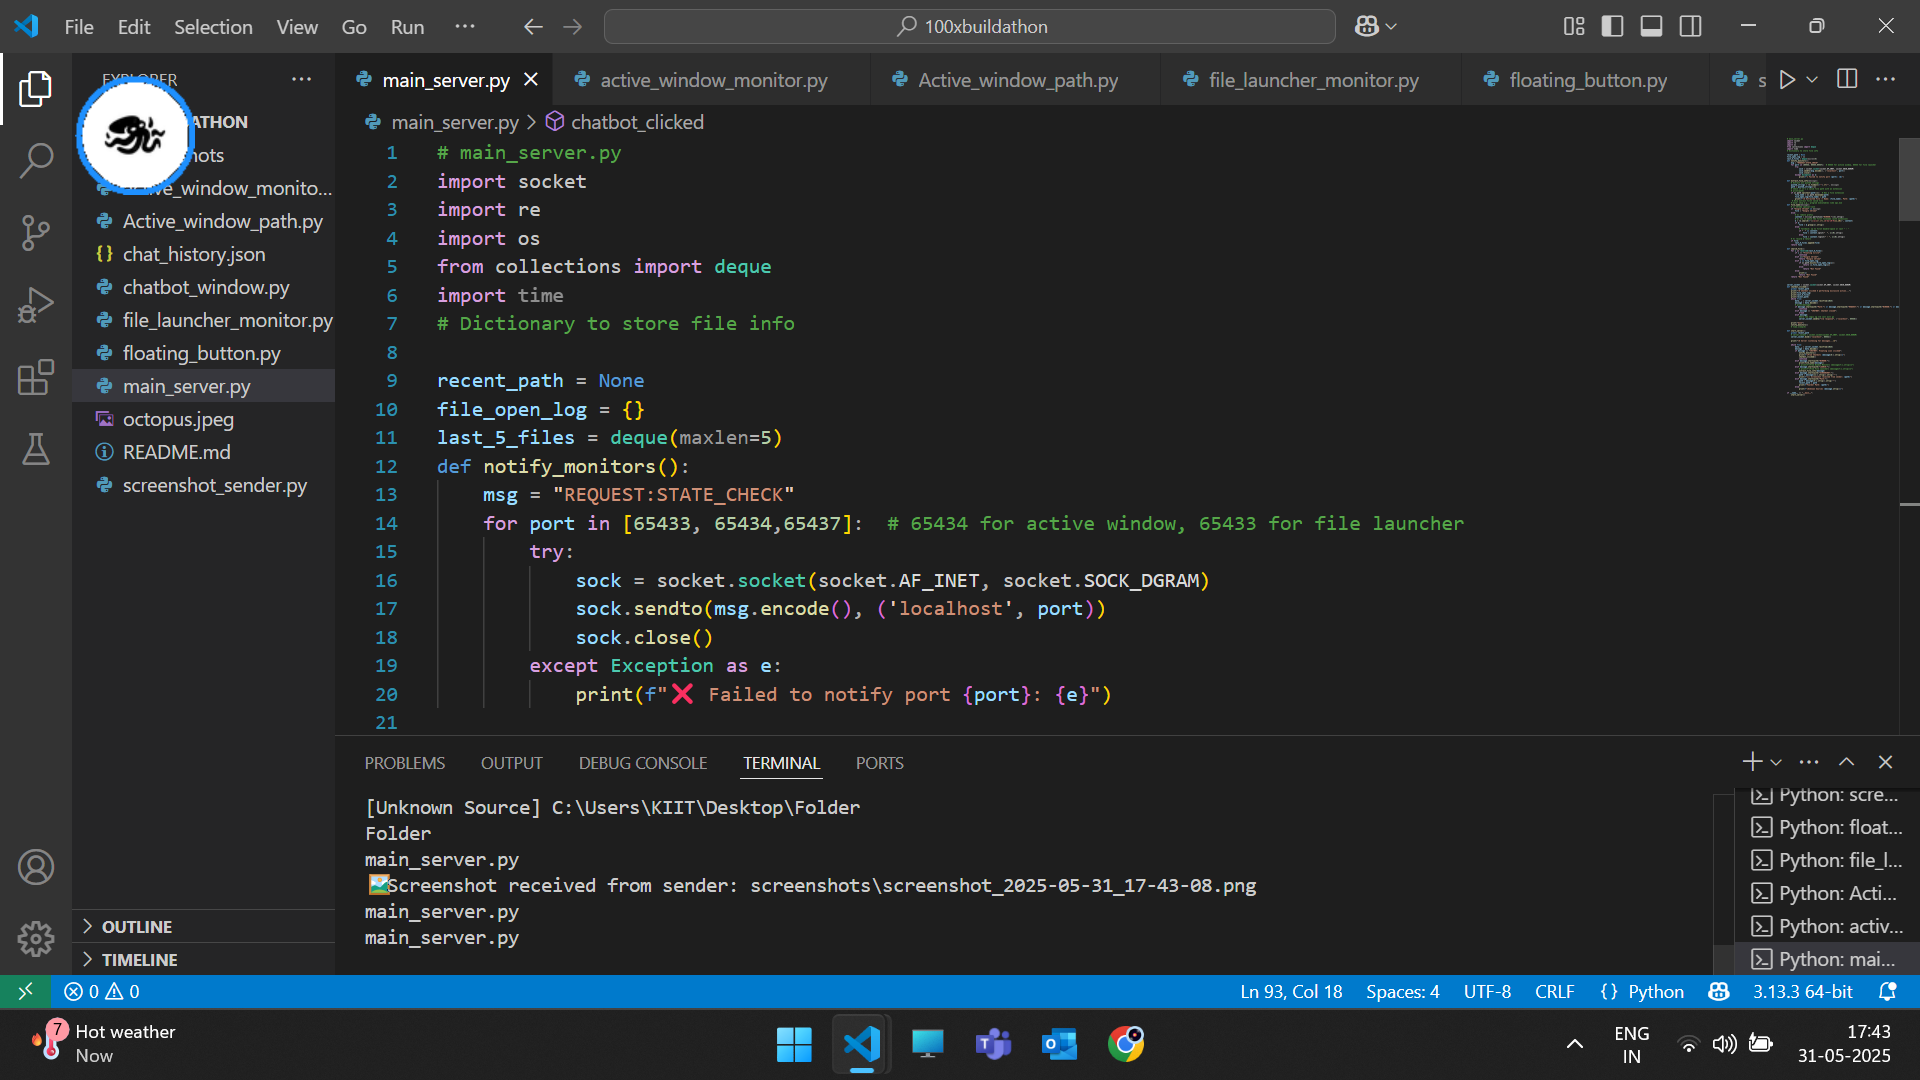 File Edit Selection View Go Run ··· 100xbuildathon
EXPLORER ···
main_server.py active_window_monitor.py Active_window_path.py file_launcher_monitor.py floating_button.py s
main_server.py > chatbot_clicked
ATHON
ots
active_window_monito...
Active_window_path.py
{} chat_history.json
chatbot_window.py
file_launcher_monitor.py
floating_button.py
main_server.py
octopus.jpeg
README.md
screenshot_sender.py
OUTLINE
TIMELINE
1 # main_server.py
2 import socket
3 import re
4 import os
5 from collections import deque
6 import time
7 # Dictionary to store file info
8
9 recent_path = None
10 file_open_log = {}
11 last_5_files = deque(maxlen=5)
12 def notify_monitors():
13 msg = "REQUEST:STATE_CHECK"
14 for port in [65433, 65434,65437]: # 65434 for active window, 65433 for file launcher
15 try:
16 sock = socket.socket(socket.AF_INET, socket.SOCK_DGRAM)
17 sock.sendto(msg.encode(), ('localhost', port))
18 sock.close()
19 except Exception as e:
20 print(f"❌ Failed to notify port {port}: {e}")
21
PROBLEMS OUTPUT DEBUG CONSOLE TERMINAL PORTS
[Unknown Source] C:\Users\KIIT\Desktop\Folder
Folder
main_server.py
🖼️Screenshot received from sender: screenshots\screenshot_2025-05-31_17-43-08.png
main_server.py
main_server.py
Python: scre...
Python: float...
Python: file_l...
Python: Acti...
Python: activ...
Python: mai...
0 0 Ln 93, Col 18 Spaces: 4 UTF-8 CRLF {} Python 3.13.3 64-bit
7 Hot weather
Now
ENG
IN
17:43
31-05-2025